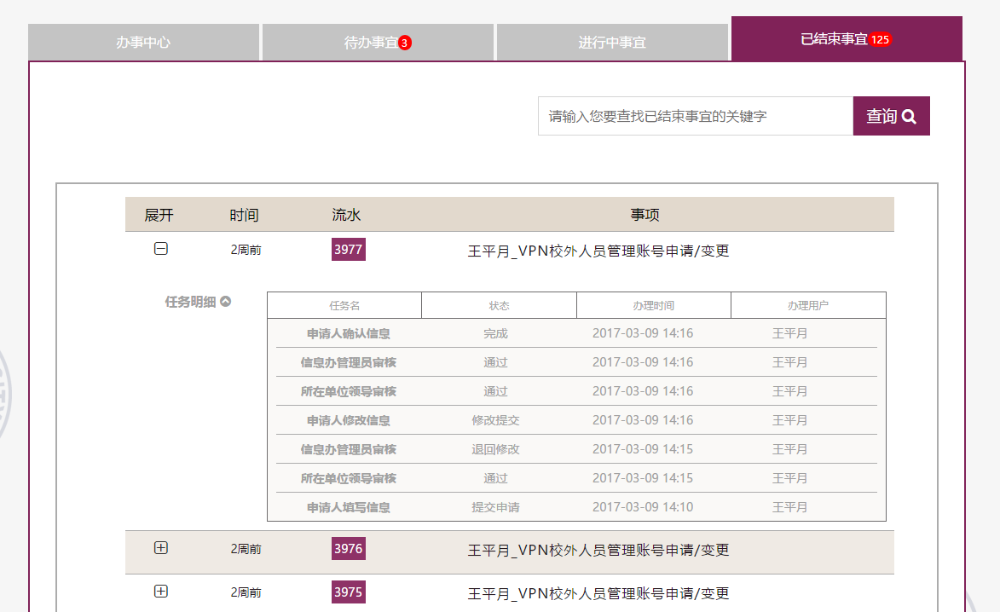 办事中心 待办事宜 3 进行中事宜 已结束事宜 125
请输入您要查找已结束事宜的关键字 查询
展开 时间 流水 事项
2周前 3977 王平月_VPN校外人员管理账号申请/变更
任务明细
任务名 状态 办理时间 办理用户
申请人确认信息 完成 2017-03-09 14:16 王平月
信息办管理员审核 通过 2017-03-09 14:16 王平月
所在单位领导审核 通过 2017-03-09 14:16 王平月
申请人修改信息 修改提交 2017-03-09 14:16 王平月
信息办管理员审核 退回修改 2017-03-09 14:15 王平月
所在单位领导审核 通过 2017-03-09 14:15 王平月
申请人填写信息 提交申请 2017-03-09 14:10 王平月
2周前 3976 王平月_VPN校外人员管理账号申请/变更
2周前 3975 王平月_VPN校外人员管理账号申请/变更